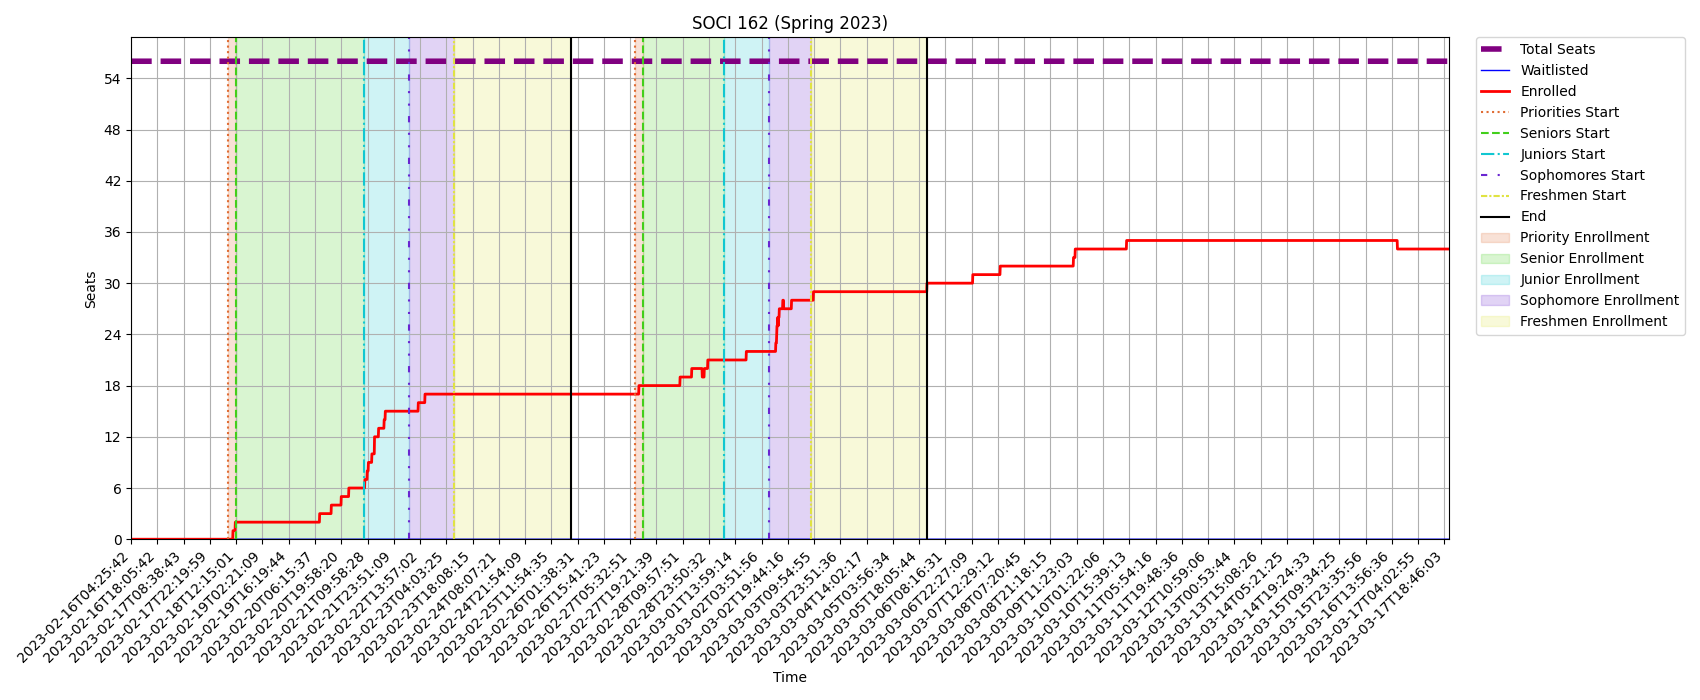 SOCI 162 (Spring 2023)
Total Seats
Waitlisted
Enrolled
Priorities Start
Seniors Start
Juniors Start
Sophomores Start
Freshmen Start
End
Priority Enrollment
Senior Enrollment
Junior Enrollment
Sophomore Enrollment
Freshmen Enrollment
Seats
54
48
42
36
30
24
18
12
6
0
2023-02-16T04:25:42
2023-02-16T18:05:42
2023-02-17T08:38:43
2023-02-17T22:19:59
2023-02-18T12:15:01
2023-02-19T02:21:09
2023-02-19T16:19:44
2023-02-20T06:15:37
2023-02-20T19:58:20
2023-02-21T09:58:28
2023-02-21T23:51:09
2023-02-22T13:57:02
2023-02-23T04:03:25
2023-02-23T18:08:15
2023-02-24T08:07:21
2023-02-24T21:54:09
2023-02-25T11:54:35
2023-02-26T01:38:31
2023-02-26T15:41:23
2023-02-27T05:32:51
2023-02-27T19:21:39
2023-02-28T09:57:51
2023-02-28T23:50:32
2023-03-01T13:59:14
2023-03-02T03:51:56
2023-03-02T19:44:16
2023-03-03T09:54:55
2023-03-03T23:51:36
2023-03-04T14:02:17
2023-03-05T03:56:34
2023-03-05T18:05:44
2023-03-06T08:16:31
2023-03-06T22:27:09
2023-03-07T12:29:12
2023-03-08T07:20:45
2023-03-08T21:18:15
2023-03-09T11:23:03
2023-03-10T01:22:06
2023-03-10T15:39:13
2023-03-11T05:54:16
2023-03-11T19:48:36
2023-03-12T10:59:06
2023-03-13T00:53:44
2023-03-13T15:08:26
2023-03-14T05:21:25
2023-03-14T19:24:33
2023-03-15T09:34:25
2023-03-15T23:35:56
2023-03-16T13:56:36
2023-03-17T04:02:55
2023-03-17T18:46:03
Time